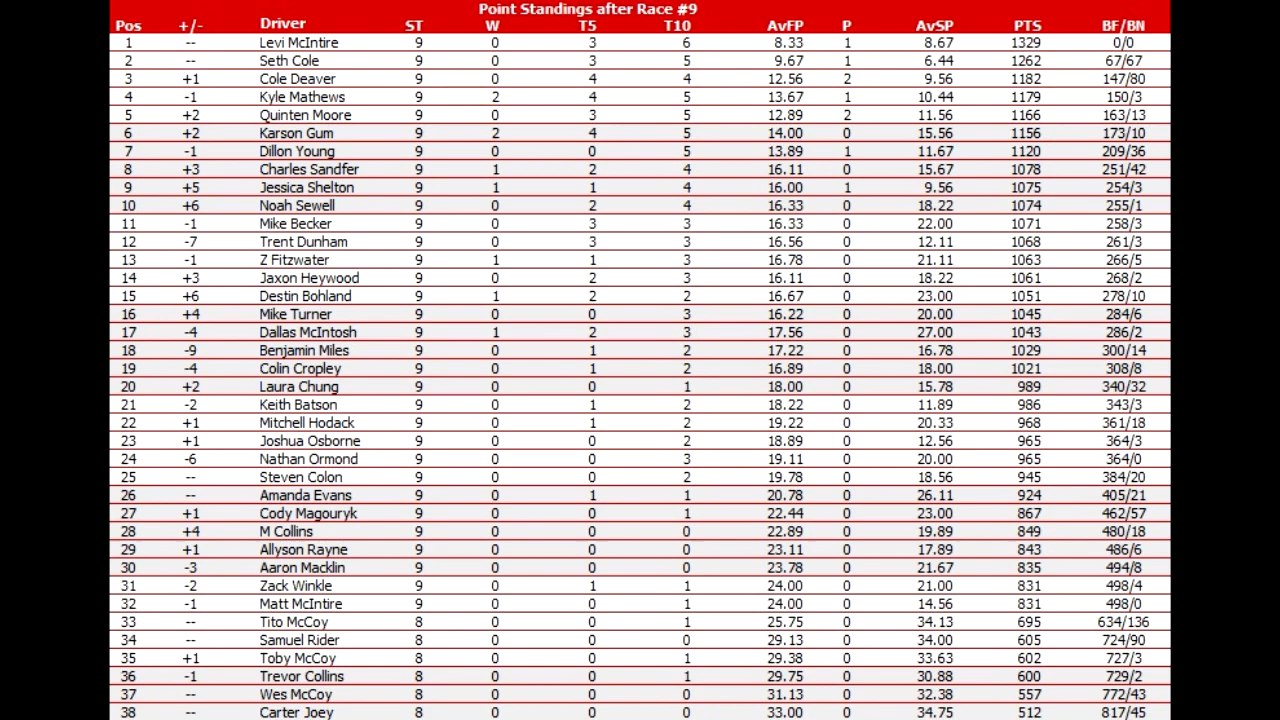 Point Standings after Race #9
Pos +/- Driver ST W T5 T10 AvFP P AvSP PTS BF/BN
1 -- Levi McIntire 9 0 3 6 8.33 1 8.67 1329 0/0
2 -- Seth Cole 9 0 3 5 9.67 1 6.44 1262 67/67
3 +1 Cole Deaver 9 0 4 4 12.56 2 9.56 1182 147/80
4 -1 Kyle Mathews 9 2 4 5 13.67 1 10.44 1179 150/3
5 +2 Quinten Moore 9 0 3 5 12.89 2 11.56 1166 163/13
6 +2 Karson Gum 9 2 4 5 14.00 0 15.56 1156 173/10
7 -1 Dillon Young 9 0 0 5 13.89 1 11.67 1120 209/36
8 +3 Charles Sandfer 9 1 2 4 16.11 0 15.67 1078 251/42
9 +5 Jessica Shelton 9 1 1 4 16.00 1 9.56 1075 254/3
10 +6 Noah Sewell 9 0 2 4 16.33 0 18.22 1074 255/1
11 -1 Mike Becker 9 0 3 3 16.33 0 22.00 1071 258/3
12 -7 Trent Dunham 9 0 3 3 16.56 0 12.11 1068 261/3
13 -1 Z Fitzwater 9 1 1 3 16.78 0 21.11 1063 266/5
14 +3 Jaxon Heywood 9 0 2 3 16.11 0 18.22 1061 268/2
15 +6 Destin Bohland 9 1 2 2 16.67 0 23.00 1051 278/10
16 +4 Mike Turner 9 0 0 3 16.22 0 20.00 1045 284/6
17 -4 Dallas McIntosh 9 1 2 3 17.56 0 27.00 1043 286/2
18 -9 Benjamin Miles 9 0 1 2 17.22 0 16.78 1029 300/14
19 -4 Colin Cropley 9 0 1 2 16.89 0 18.00 1021 308/8
20 +2 Laura Chung 9 0 0 1 18.00 0 15.78 989 340/32
21 -2 Keith Batson 9 0 1 2 18.22 0 11.89 986 343/3
22 +1 Mitchell Hodack 9 0 1 2 19.22 0 20.33 968 361/18
23 +1 Joshua Osborne 9 0 0 2 18.89 0 12.56 965 364/3
24 -6 Nathan Ormond 9 0 0 3 19.11 0 20.00 965 364/0
25 -- Steven Colon 9 0 0 2 19.78 0 18.56 945 384/20
26 -- Amanda Evans 9 0 1 1 20.78 0 26.11 924 405/21
27 +1 Cody Magouryk 9 0 0 1 22.44 0 23.00 867 462/57
28 +4 M Collins 9 0 0 0 22.89 0 19.89 849 480/18
29 +1 Allyson Rayne 9 0 0 0 23.11 0 17.89 843 486/6
30 -3 Aaron Macklin 9 0 0 0 23.78 0 21.67 835 494/8
31 -2 Zack Winkle 9 0 1 1 24.00 0 21.00 831 498/4
32 -1 Matt McIntire 9 0 0 1 24.00 0 14.56 831 498/0
33 -- Tito McCoy 8 0 0 1 25.75 0 34.13 695 634/136
34 -- Samuel Rider 8 0 0 0 29.13 0 34.00 605 724/90
35 +1 Toby McCoy 8 0 0 1 29.38 0 33.63 602 727/3
36 -1 Trevor Collins 8 0 0 1 29.75 0 30.88 600 729/2
37 -- Wes McCoy 8 0 0 0 31.13 0 32.38 557 772/43
38 -- Carter Joey 8 0 0 0 33.00 0 34.75 512 817/45